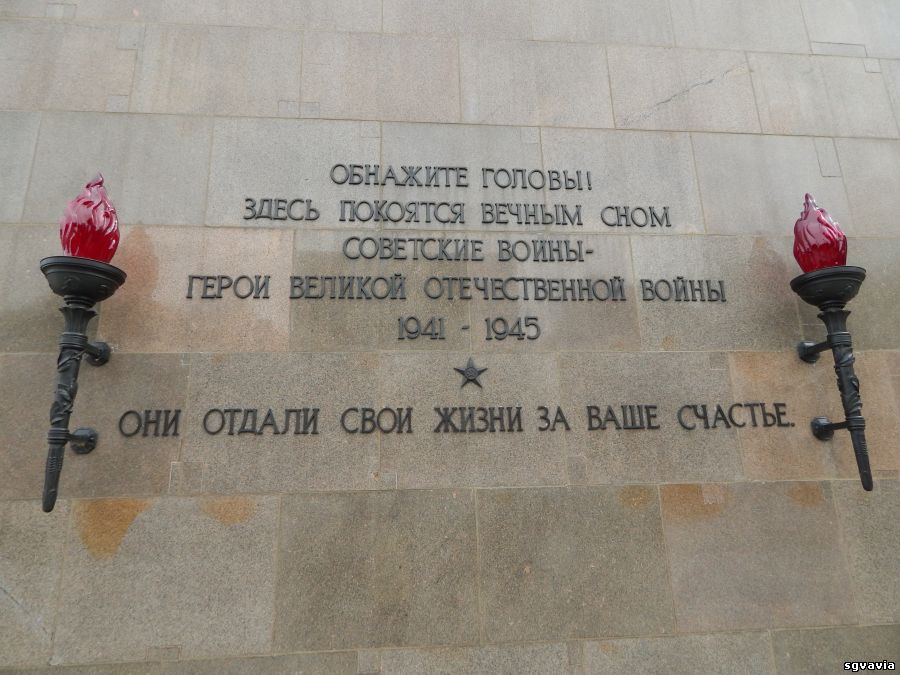 ОБНАЖИТЕ ГОЛОВЫ!
ЗДЕСЬ ПОКОЯТСЯ ВЕЧНЫМ СНОМ
СОВЕТСКИЕ ВОИНЫ-
ГЕРОИ ВЕЛИКОЙ ОТЕЧЕСТВЕННОЙ ВОЙНЫ
1941 - 1945
ОНИ ОТДАЛИ СВОИ ЖИЗНИ ЗА ВАШЕ СЧАСТЬЕ.
sgvavia